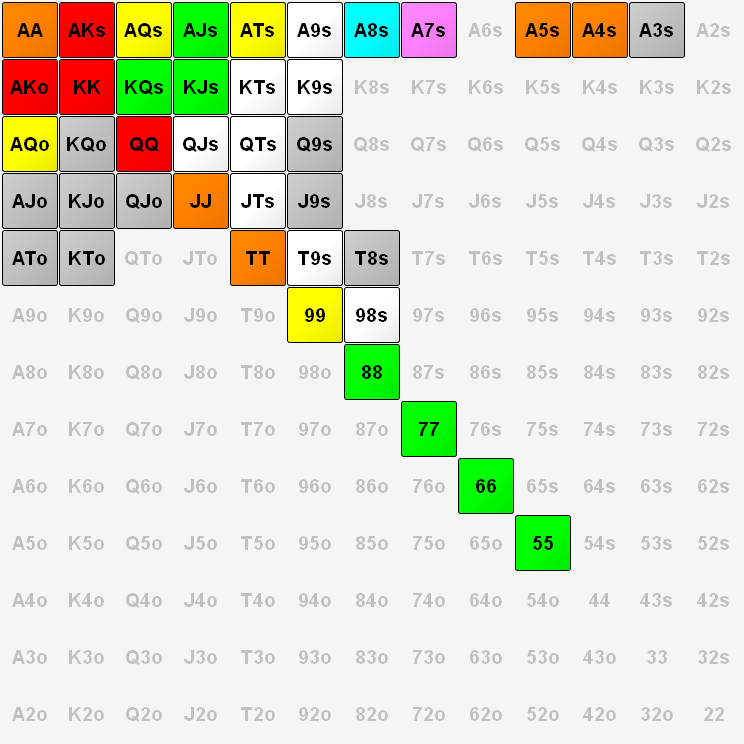 AA AKs AQs AJs ATs A9s A8s A7s A6s A5s A4s A3s A2s
AKo KK KQs KJs KTs K9s K8s K7s K6s K5s K4s K3s K2s
AQo KQo QQ QJs QTs Q9s Q8s Q7s Q6s Q5s Q4s Q3s Q2s
AJo KJo QJo JJ JTs J9s J8s J7s J6s J5s J4s J3s J2s
ATo KTo QTo JTo TT T9s T8s T7s T6s T5s T4s T3s T2s
A9o K9o Q9o J9o T9o 99 98s 97s 96s 95s 94s 93s 92s
A8o K8o Q8o J8o T8o 98o 88 87s 86s 85s 84s 83s 82s
A7o K7o Q7o J7o T7o 97o 87o 77 76s 75s 74s 73s 72s
A6o K6o Q6o J6o T6o 96o 86o 76o 66 65s 64s 63s 62s
A5o K5o Q5o J5o T5o 95o 85o 75o 65o 55 54s 53s 52s
A4o K4o Q4o J4o T4o 94o 84o 74o 64o 54o 44 43s 42s
A3o K3o Q3o J3o T3o 93o 83o 73o 63o 53o 43o 33 32s
A2o K2o Q2o J2o T2o 92o 82o 72o 62o 52o 42o 32o 22